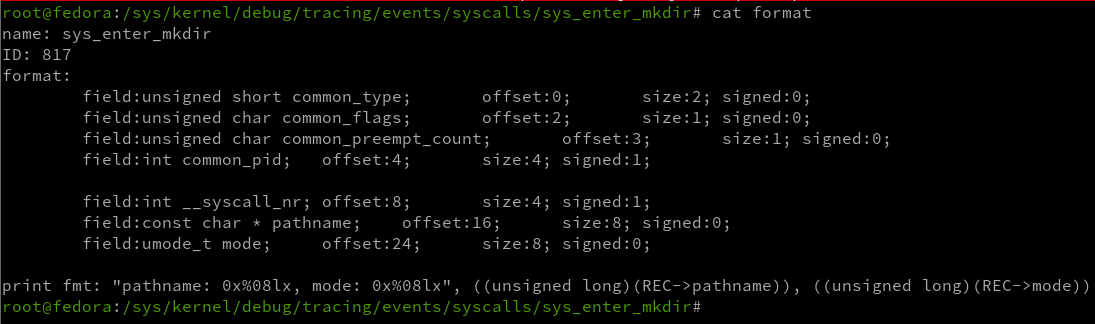 root@fedora:/sys/kernel/debug/tracing/events/syscalls/sys_enter_mkdir# cat format
name: sys_enter_mkdir
ID: 817
format:
        field:unsigned short common_type;       offset:0;       size:2; signed:0;
        field:unsigned char common_flags;       offset:2;       size:1; signed:0;
        field:unsigned char common_preempt_count;       offset:3;       size:1; signed:0;
        field:int common_pid;   offset:4;       size:4; signed:1;

        field:int __syscall_nr; offset:8;       size:4; signed:1;
        field:const char * pathname;    offset:16;      size:8; signed:0;
        field:umode_t mode;     offset:24;      size:8; signed:0;

print fmt: "pathname: 0x%08lx, mode: 0x%08lx", ((unsigned long)(REC->pathname)), ((unsigned long)(REC->mode))
root@fedora:/sys/kernel/debug/tracing/events/syscalls/sys_enter_mkdir#